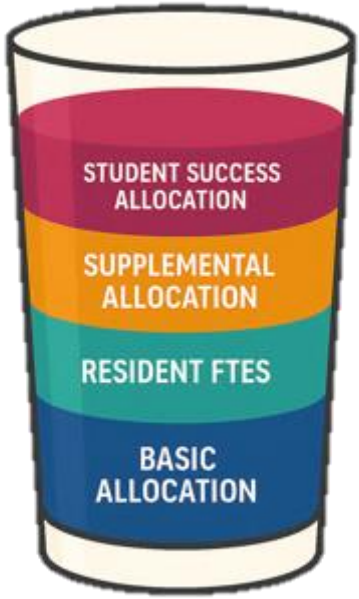 STUDENT SUCCESS
ALLOCATION
SUPPLEMENTAL
ALLOCATION
RESIDENT FTES
BASIC
ALLOCATION